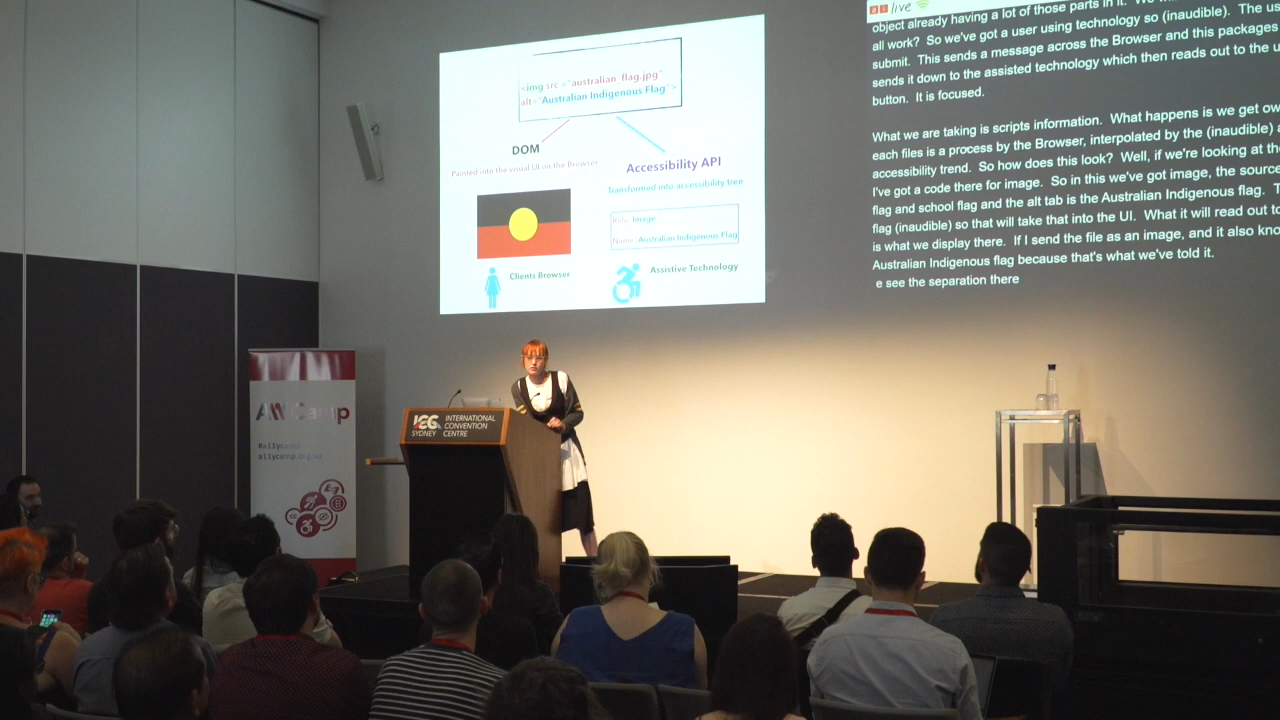 <img src ="australian_flag.jpg"
alt="Australian Indigenous Flag">
DOM
Painted into the visual UI on the Browser
Accessibility API
Transformed into accessibility tree
Role: Image
Name: Australian Indigenous Flag
Clients Browser
Assistive Technology
live
object already having a lot of those parts in it.
all work? So we've got a user using technology so (inaudible). The
submit. This sends a message across the Browser and this packages
sends it down to the assisted technology which then reads out to the
button. It is focused.
What we are taking is scripts information. What happens is we get
each files is a process by the Browser, interpolated by the (inaudible)
accessibility trend. So how does this look? Well, if we're looking at the
I've got a code there for image. So in this we've got image, the source
flag and school flag and the alt tab is the Australian Indigenous flag.
flag (inaudible) so that will take that into the UI. What it will read out to
is what we display there. If I send the file as an image, and it also
Australian Indigenous flag because that's what we've told it.
e see the separation there
Camp
#a11ycamp
a11ycamp.org.au
ICC
SYDNEY
INTERNATIONAL
CONVENTION
CENTRE